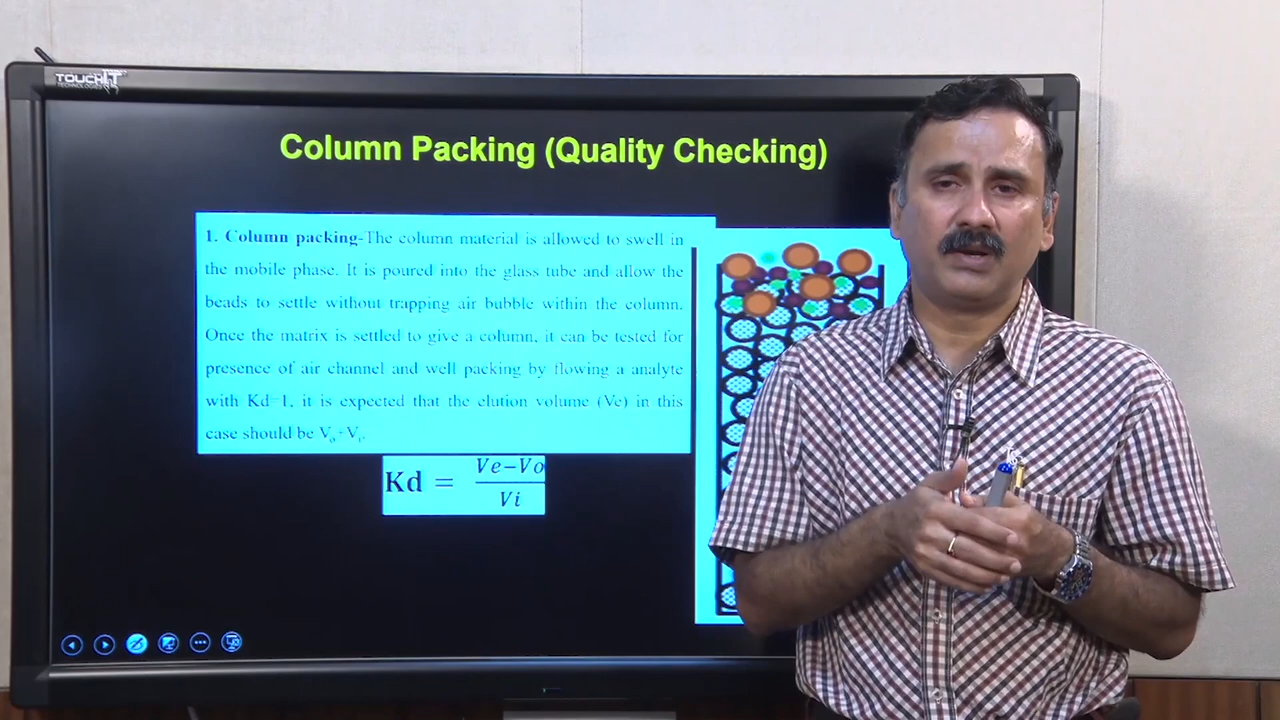 TOUCHIT
TECHNOLOGIES
Column Packing (Quality Checking)
1. Column packing-The column material is allowed to swell in
the mobile phase. It is poured into the glass tube and allow the
beads to settle without trapping air bubble within the column.
Once the matrix is settled to give a column, it can be tested for
presence of air channel and well packing by flowing a analyte
with Kd=1, it is expected that the elution volume (Ve) in this
case should be V₀+Vᵢ.
Kd = Ve−Vo
Vi